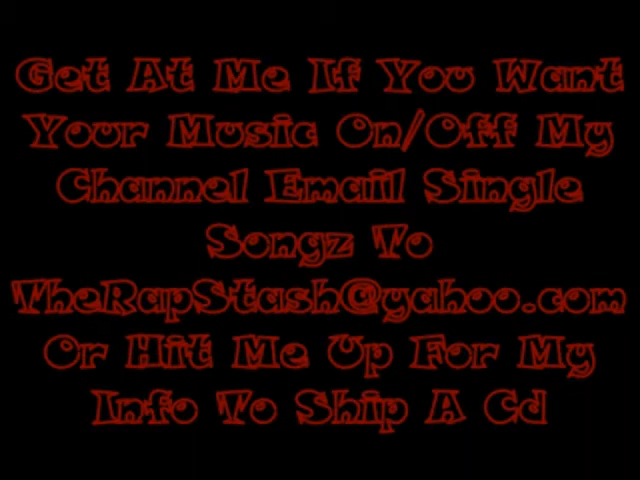 Get At Me If You Want
Your Music On/Off My
Channel Email Single
Songz To
TheRapStash@yahoo.com
Or Hit Me Up For My
Info To Ship A Cd